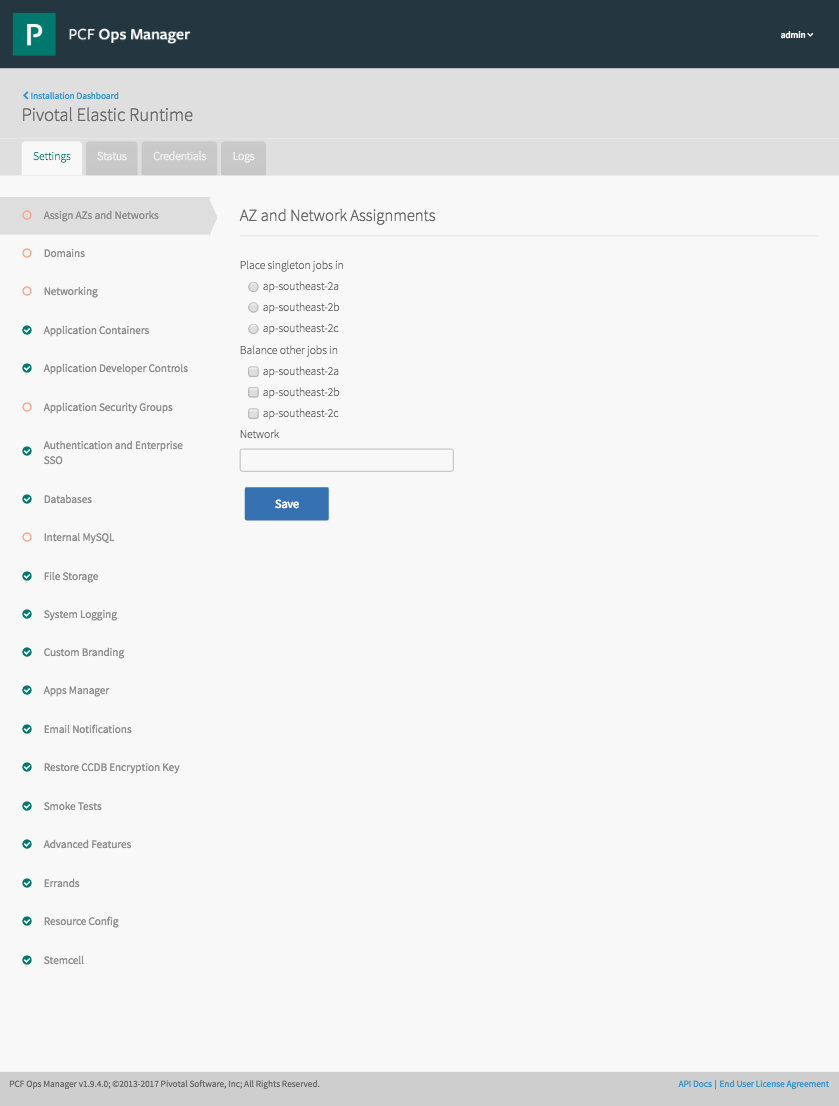 P PCF Ops Manager
admin
Installation Dashboard
Pivotal Elastic Runtime
Settings Status Credentials Logs
Assign AZs and Networks
Domains
Networking
Application Containers
Application Developer Controls
Application Security Groups
Authentication and Enterprise
SSO
Databases
Internal MySQL
File Storage
System Logging
Custom Branding
Apps Manager
Email Notifications
Restore CCDB Encryption Key
Smoke Tests
Advanced Features
Errands
Resource Config
Stemcell
AZ and Network Assignments
Place singleton jobs in
ap-southeast-2a
ap-southeast-2b
ap-southeast-2c
Balance other jobs in
ap-southeast-2a
ap-southeast-2b
ap-southeast-2c
Network
Save
PCF Ops Manager v1.9.4.0; ©2013-2017 Pivotal Software, Inc; All Rights Reserved.
API Docs | End User License Agreement